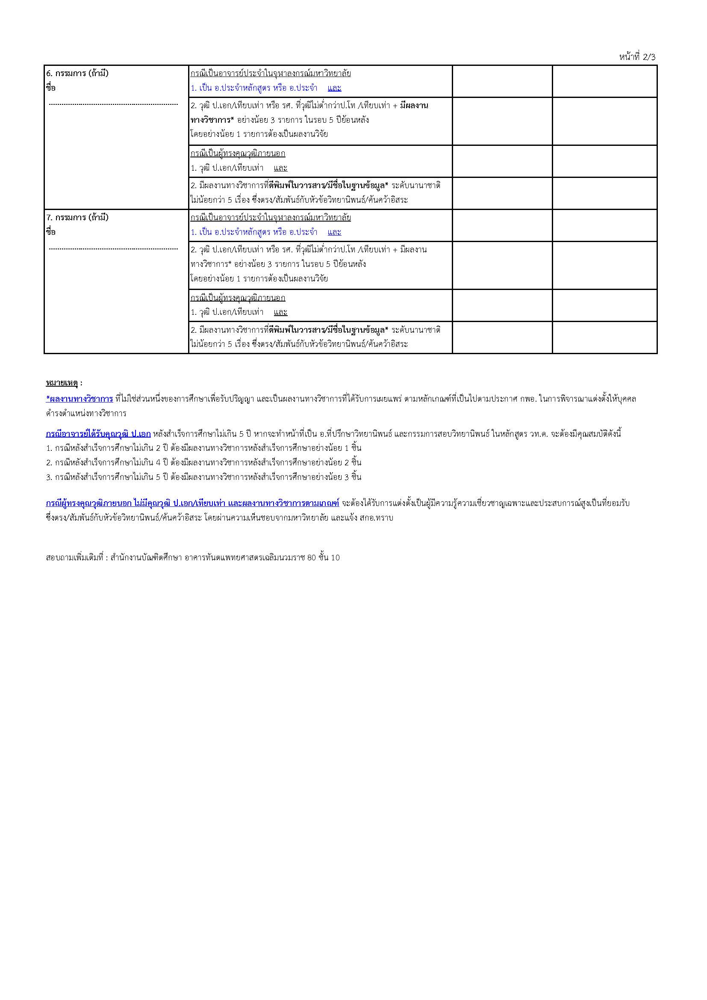 หน้าที่ 2/3
6. กรรมการ (ถ้ามี)
ชื่อ
กรณีเป็นอาจารย์ประจำในจุฬาลงกรณ์มหาวิทยาลัย
1. เป็น อ.ประจำหลักสูตร หรือ อ.ประจำ และ
2. วุฒิ ป.เอก/เทียบเท่า หรือ รศ. ที่วุฒิไม่ต่ำกว่าป.โท /เทียบเท่า + มีผลงาน
ทางวิชาการ* อย่างน้อย 3 รายการ ในรอบ 5 ปีย้อนหลัง
โดยอย่างน้อย 1 รายการต้องเป็นผลงานวิจัย
กรณีเป็นผู้ทรงคุณวุฒิภายนอก
1. วุฒิ ป.เอก/เทียบเท่า และ
2. มีผลงานทางวิชาการที่ตีพิมพ์ในวารสาร/มีชื่อในฐานข้อมูล* ระดับนานาชาติ
ไม่น้อยกว่า 5 เรื่อง ซึ่งตรง/สัมพันธ์กับหัวข้อวิทยานิพนธ์/ค้นคว้าอิสระ
7. กรรมการ (ถ้ามี)
ชื่อ
กรณีเป็นอาจารย์ประจำในจุฬาลงกรณ์มหาวิทยาลัย
1. เป็น อ.ประจำหลักสูตร หรือ อ.ประจำ และ
2. วุฒิ ป.เอก/เทียบเท่า หรือ รศ. ที่วุฒิไม่ต่ำกว่าป.โท /เทียบเท่า + มีผลงาน
ทางวิชาการ* อย่างน้อย 3 รายการ ในรอบ 5 ปีย้อนหลัง
โดยอย่างน้อย 1 รายการต้องเป็นผลงานวิจัย
กรณีเป็นผู้ทรงคุณวุฒิภายนอก
1. วุฒิ ป.เอก/เทียบเท่า และ
2. มีผลงานทางวิชาการที่ตีพิมพ์ในวารสาร/มีชื่อในฐานข้อมูล* ระดับนานาชาติ
ไม่น้อยกว่า 5 เรื่อง ซึ่งตรง/สัมพันธ์กับหัวข้อวิทยานิพนธ์/ค้นคว้าอิสระ
หมายเหตุ :
*ผลงานทางวิชาการ ที่ไม่ใช่ส่วนหนึ่งของการศึกษาเพื่อรับปริญญา และเป็นผลงานทางวิชาการที่ได้รับการเผยแพร่ ตามหลักเกณฑ์ที่เป็นไปตามประกาศ กพอ. ในการพิจารณาแต่งตั้งให้บุคคล
ดำรงตำแหน่งทางวิชาการ
กรณีอาจารย์ได้รับคุณวุฒิ ป.เอก หลังสำเร็จการศึกษาไม่เกิน 5 ปี หากจะทำหน้าที่เป็น อ.ที่ปรึกษาวิทยานิพนธ์ และกรรมการสอบวิทยานิพนธ์ ในหลักสูตร วท.ด. จะต้องมีคุณสมบัติดังนี้
1. กรณีหลังสำเร็จการศึกษาไม่เกิน 2 ปี ต้องมีผลงานทางวิชาการหลังสำเร็จการศึกษาอย่างน้อย 1 ชิ้น
2. กรณีหลังสำเร็จการศึกษาไม่เกิน 4 ปี ต้องมีผลงานทางวิชาการหลังสำเร็จการศึกษาอย่างน้อย 2 ชิ้น
3. กรณีหลังสำเร็จการศึกษาไม่เกิน 5 ปี ต้องมีผลงานทางวิชาการหลังสำเร็จการศึกษาอย่างน้อย 3 ชิ้น
กรณีผู้ทรงคุณวุฒิภายนอก ไม่มีคุณวุฒิ ป.เอก/เทียบเท่า และผลงานทางวิชาการตามเกณฑ์ จะต้องได้รับการแต่งตั้งเป็นผู้มีความรู้ความเชี่ยวชาญเฉพาะและประสบการณ์สูงเป็นที่ยอมรับ
ซึ่งตรง/สัมพันธ์กับหัวข้อวิทยานิพนธ์/ค้นคว้าอิสระ โดยผ่านความเห็นชอบจากมหาวิทยาลัย และแจ้ง สกอ.ทราบ
สอบถามเพิ่มเติมที่ : สำนักงานบัณฑิตศึกษา อาคารทันตแพทยศาสตรเฉลิมนวมราช 80 ชั้น 10